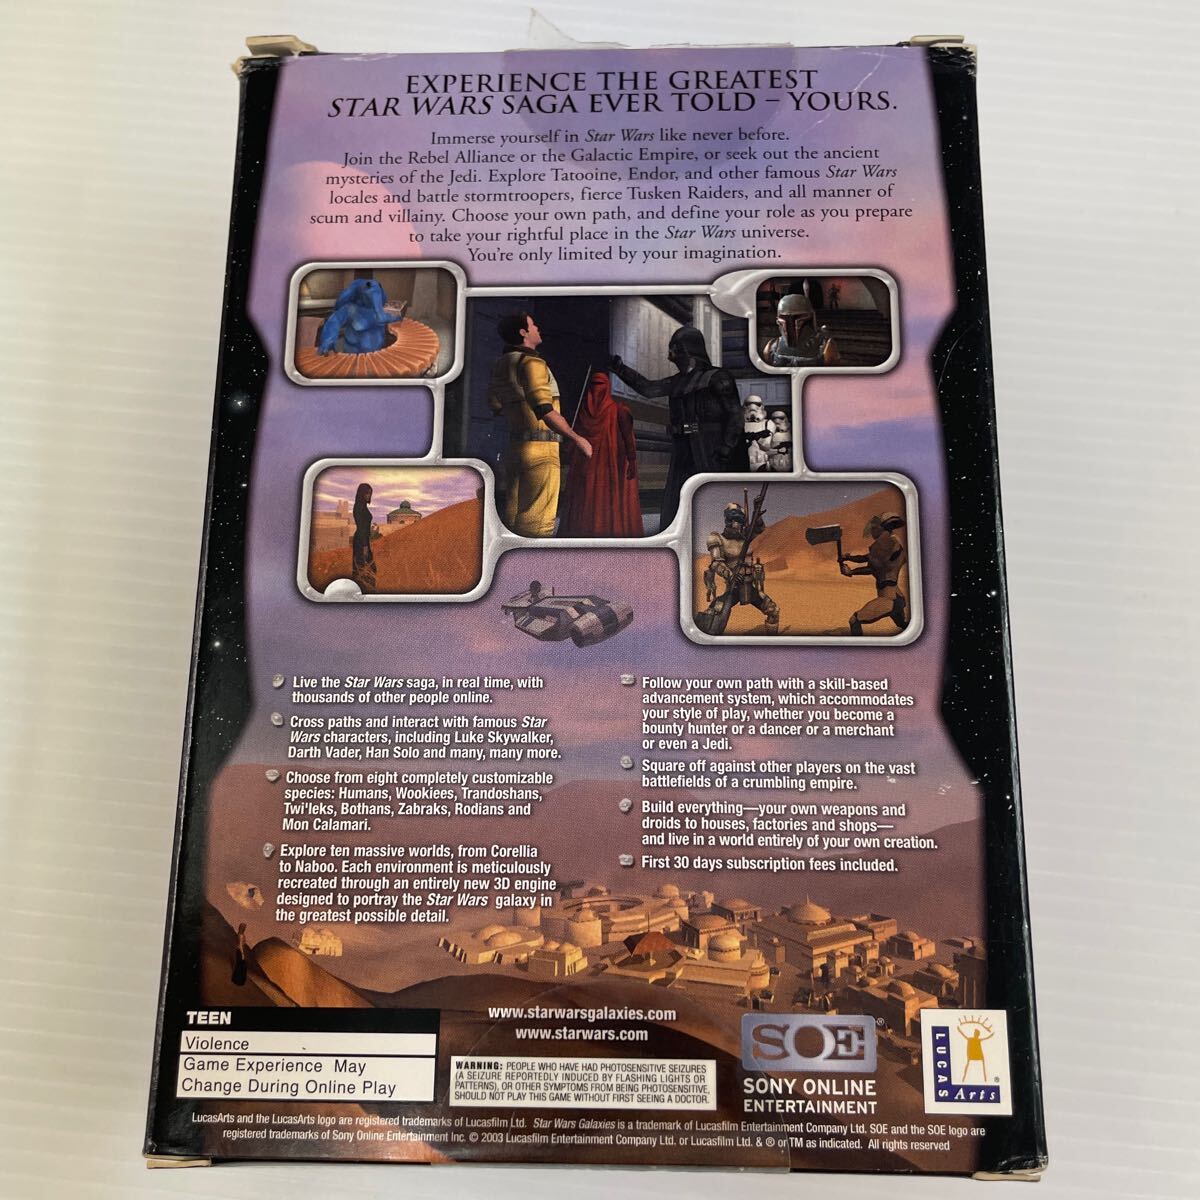 EXPERIENCE THE GREATEST
STAR WARS SAGA EVER TOLD – YOURS.
Immerse yourself in Star Wars like never before.
Join the Rebel Alliance or the Galactic Empire, or seek out the ancient
mysteries of the Jedi. Explore Tatooine, Endor, and other famous Star Wars
locales and battle stormtroopers, fierce Tusken Raiders, and all manner of
scum and villainy. Choose your own path, and define your role as you prepare
to take your rightful place in the Star Wars universe.
You're only limited by your imagination.
Live the Star Wars saga, in real time, with
thousands of other people online.
Cross paths and interact with famous Star
Wars characters, including Luke Skywalker,
Darth Vader, Han Solo and many, many more.
Choose from eight completely customizable
species: Humans, Wookiees, Trandoshans,
Twi'leks, Bothans, Zabraks, Rodians and
Mon Calamari.
Explore ten massive worlds, from Corellia
to Naboo. Each environment is meticulously
recreated through an entirely new 3D engine
designed to portray the Star Wars galaxy in
the greatest possible detail.
Follow your own path with a skill-based
advancement system, which accommodates
your style of play, whether you become a
bounty hunter or a dancer or a merchant
or even a Jedi.
Square off against other players on the vast
battlefields of a crumbling empire.
Build everything—your own weapons and
droids to houses, factories and shops—
and live in a world entirely of your own creation.
First 30 days subscription fees included.
TEEN
Violence
Game Experience May
Change During Online Play
www.starwarsgalaxies.com
www.starwars.com
WARNING: PEOPLE WHO HAVE HAD PHOTOSENSITIVE SEIZURES
(A SEIZURE REPORTEDLY INDUCED BY FLASHING LIGHTS OR
PATTERNS), OR OTHER SYMPTOMS FROM BEING PHOTOSENSITIVE,
SHOULD NOT PLAY THIS GAME WITHOUT FIRST SEEING A DOCTOR.
SOE®
SONY ONLINE
ENTERTAINMENT
LUCAS
Arts®
LucasArts and the LucasArts logo are registered trademarks of Lucasfilm Ltd. Star Wars Galaxies is a trademark of Lucasfilm Entertainment Company Ltd. SOE and the SOE logo are
registered trademarks of Sony Online Entertainment Inc. © 2003 Lucasfilm Entertainment Company Ltd. or Lucasfilm Ltd. & ® or TM as indicated. All rights reserved